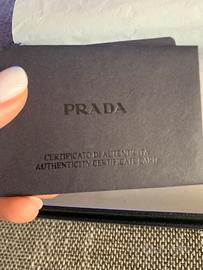 PRADA
CERTIFICATO DI AUTENTICITÀ
AUTHENTICITY CERTIFICATE CARD